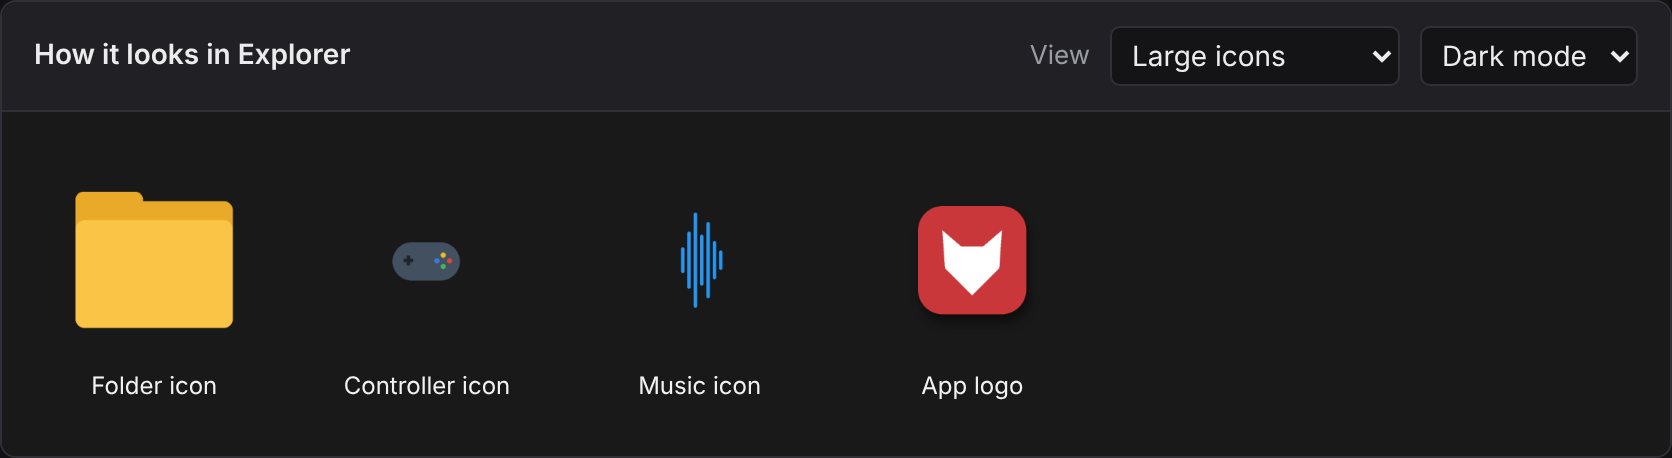 How it looks in Explorer
View
Large icons
Dark mode
Folder icon
Controller icon
Music icon
App logo